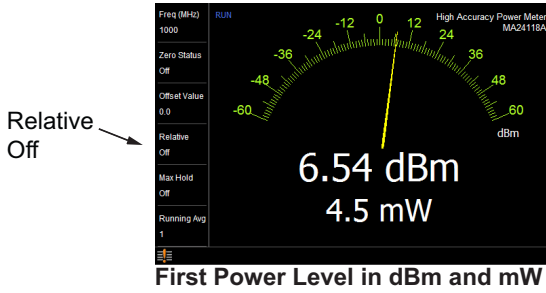 Freq (MHz)
1000
Zero Status
Off
Offset Value
0.0
Relative
Off
Max Hold
Off
Running Avg
1
RUN
High Accuracy Power Meter
MA24118A
-60
-48
-36
-24
-12
0
12
24
36
48
60
dBm
6.54 dBm
4.5 mW
Relative
Off
First Power Level in dBm and mW